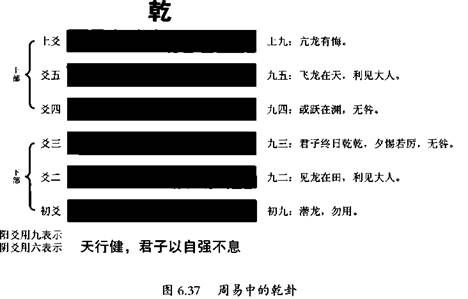 乾
上爻 上九：亢龙有悔。
爻五 九五：飞龙在天，利见大人。
上部
爻四 九四：或跃在渊，无咎。
爻三 九三：君子终日乾乾，夕惕若厉，无咎。
下部
爻二 九二：见龙在田，利见大人。
初爻 初九：潜龙，勿用。
阳爻用九表示
阴爻用六表示
天行健，君子以自强不息
图 6.37 周易中的乾卦